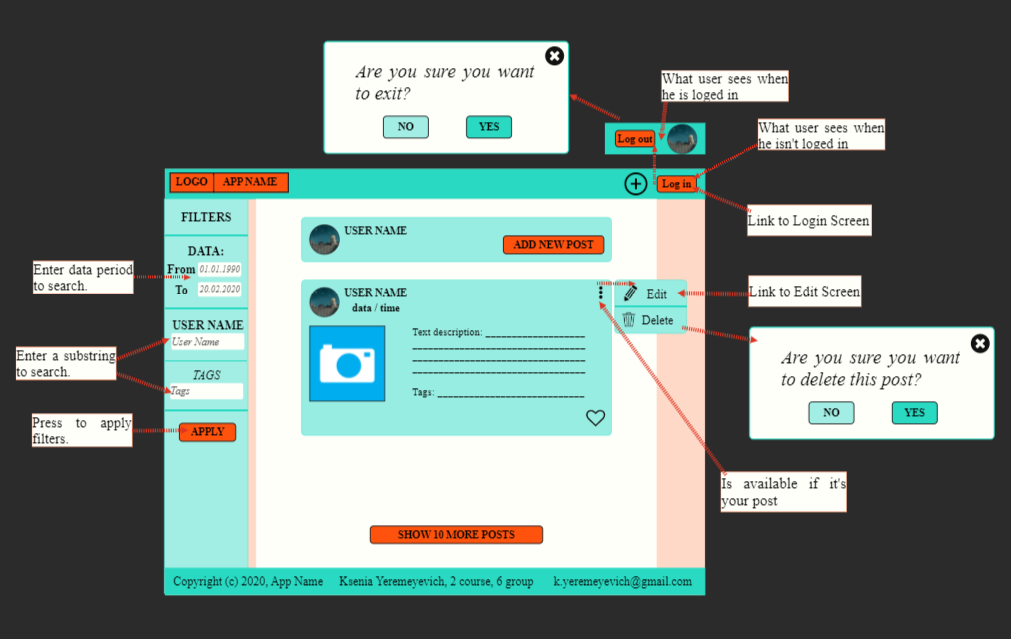 Are you sure you want
to exit?
NO
YES
What user sees when
he is loged in
Log out
What user sees when
he isn't loged in
LOGO
APP NAME
Log in
Link to Login Screen
FILTERS
DATA:
From 01.01.1990
To 20.02.2020
Enter data period
to search.
USER NAME
User Name
Enter a substring
to search.
TAGS
Tags
Press to apply
filters.
APPLY
USER NAME
ADD NEW POST
USER NAME
data / time
Text description: ____________________
Tags: ____________________
Edit
Delete
Link to Edit Screen
Are you sure you want
to delete this post?
NO
YES
Is available if it's
your post
SHOW 10 MORE POSTS
Copyright (c) 2020, App Name
Ksenia Yeremeyevich, 2 course, 6 group
k.yeremyevich@gmail.com